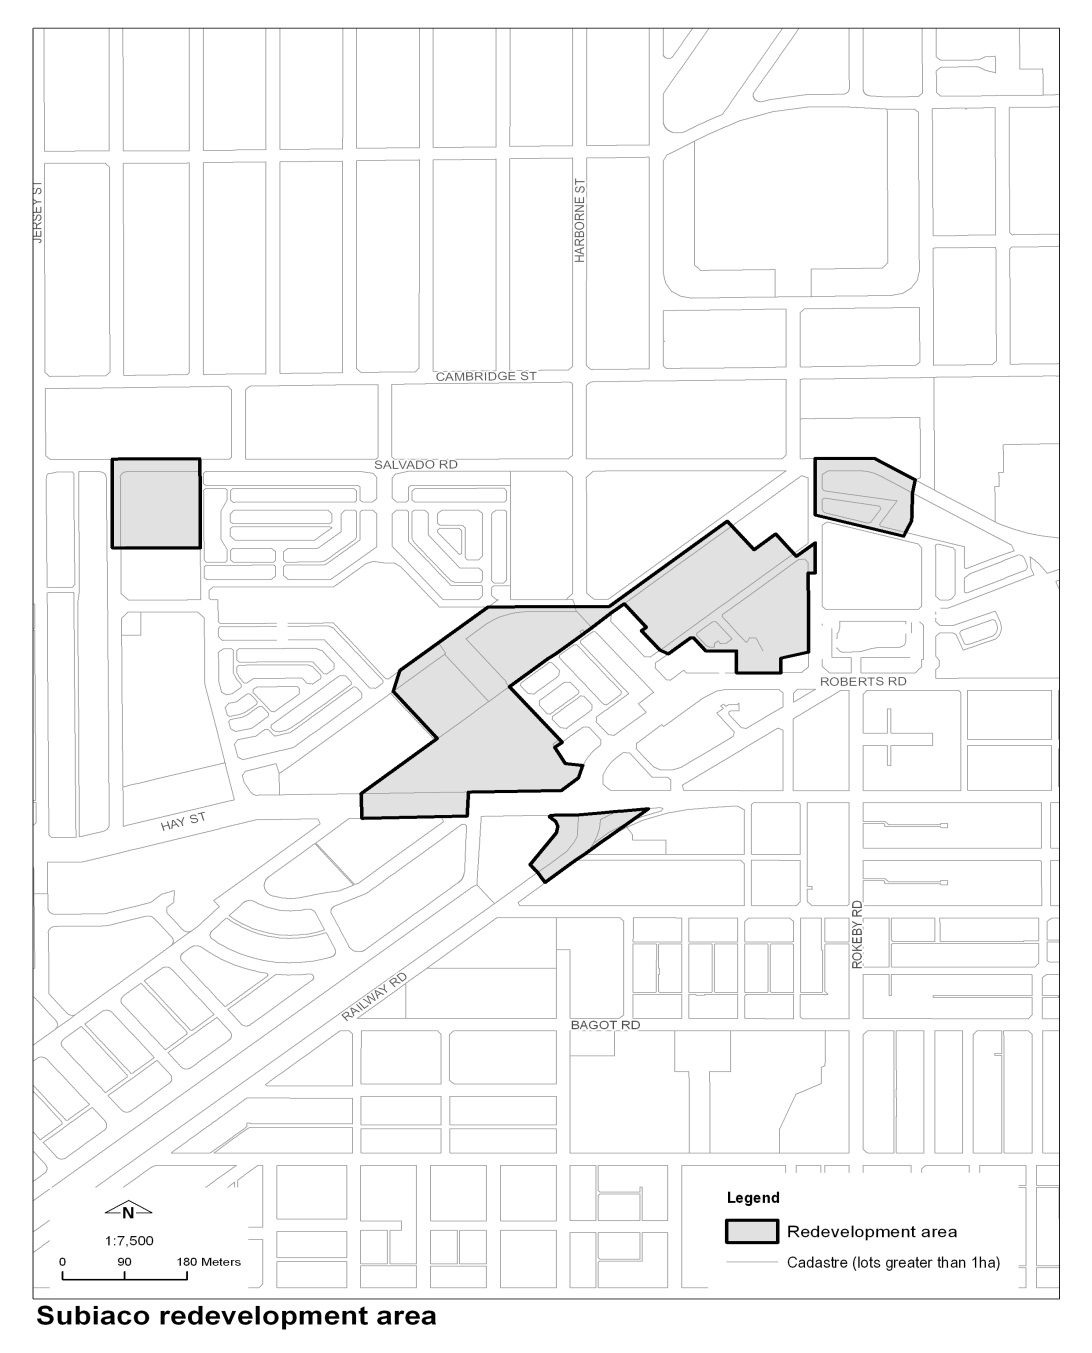 JERSEY ST
HARBORNE ST
CAMBRIDGE ST
SALVADO RD
ROBERTS RD
HAY ST
ROKEBY RD
RAILWAY RD
BAGOT RD
N
1:7,500
0 90 180 Meters
Legend
Redevelopment area
Cadastre (lots greater than 1ha)
Subiaco redevelopment area